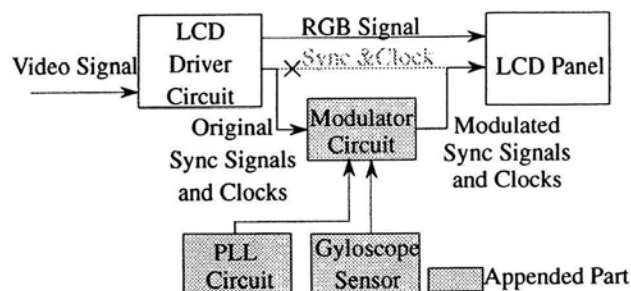 LCD
Driver
Circuit
Video Signal
RGB Signal
Sync &Clock
LCD Panel
Original
Sync Signals
and Clocks
Modulator
Circuit
Modulated
Sync Signals
and Clocks
PLL
Circuit
Gyloscope
Sensor
Appended Part